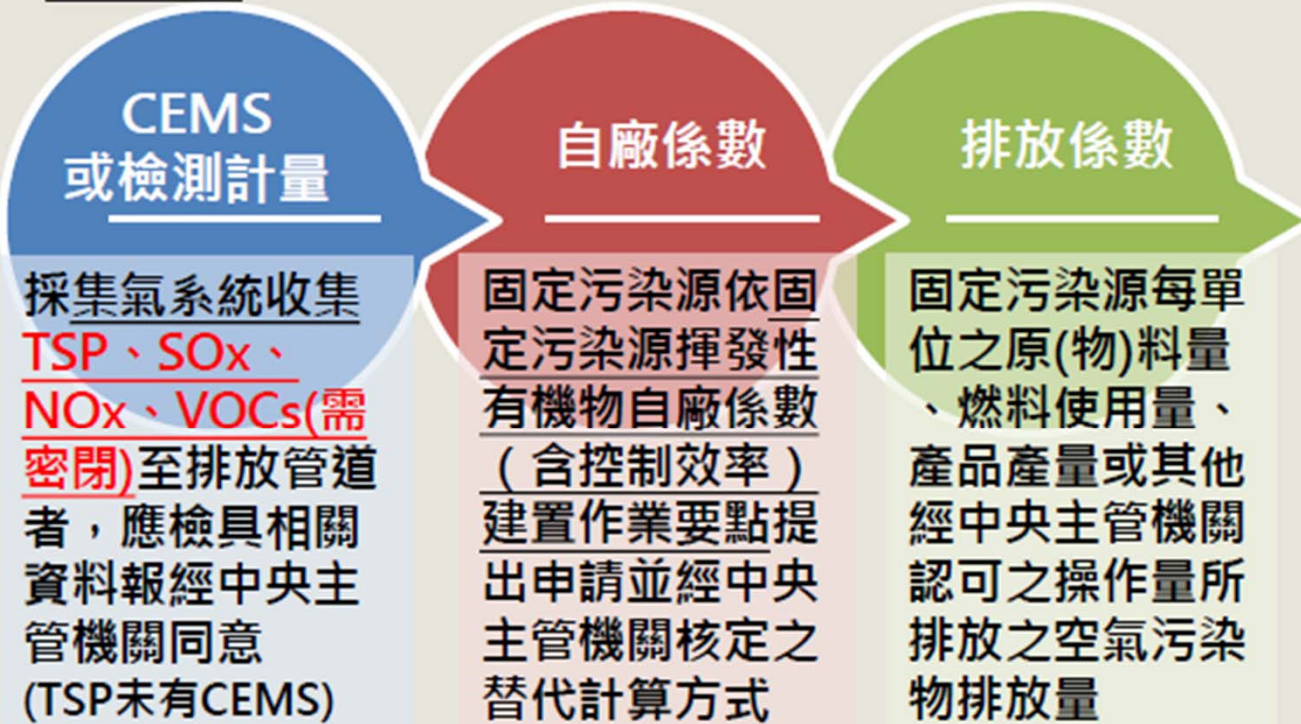 CEMS
或檢測計量
採集氣系統收集
TSP、SOx、
NOx、VOCs(需
密閉)至排放管道
者，應檢具相關
資料報經中央主
管機關同意
(TSP未有CEMS)
自廠係數
固定污染源依固
定污染源揮發性
有機物自廠係數
（含控制效率）
建置作業要點提
出申請並經中央
主管機關核定之
替代計算方式
排放係數
固定污染源每單
位之原(物)料量
、燃料使用量、
產品產量或其他
經中央主管機關
認可之操作量所
排放之空氣污染
物排放量